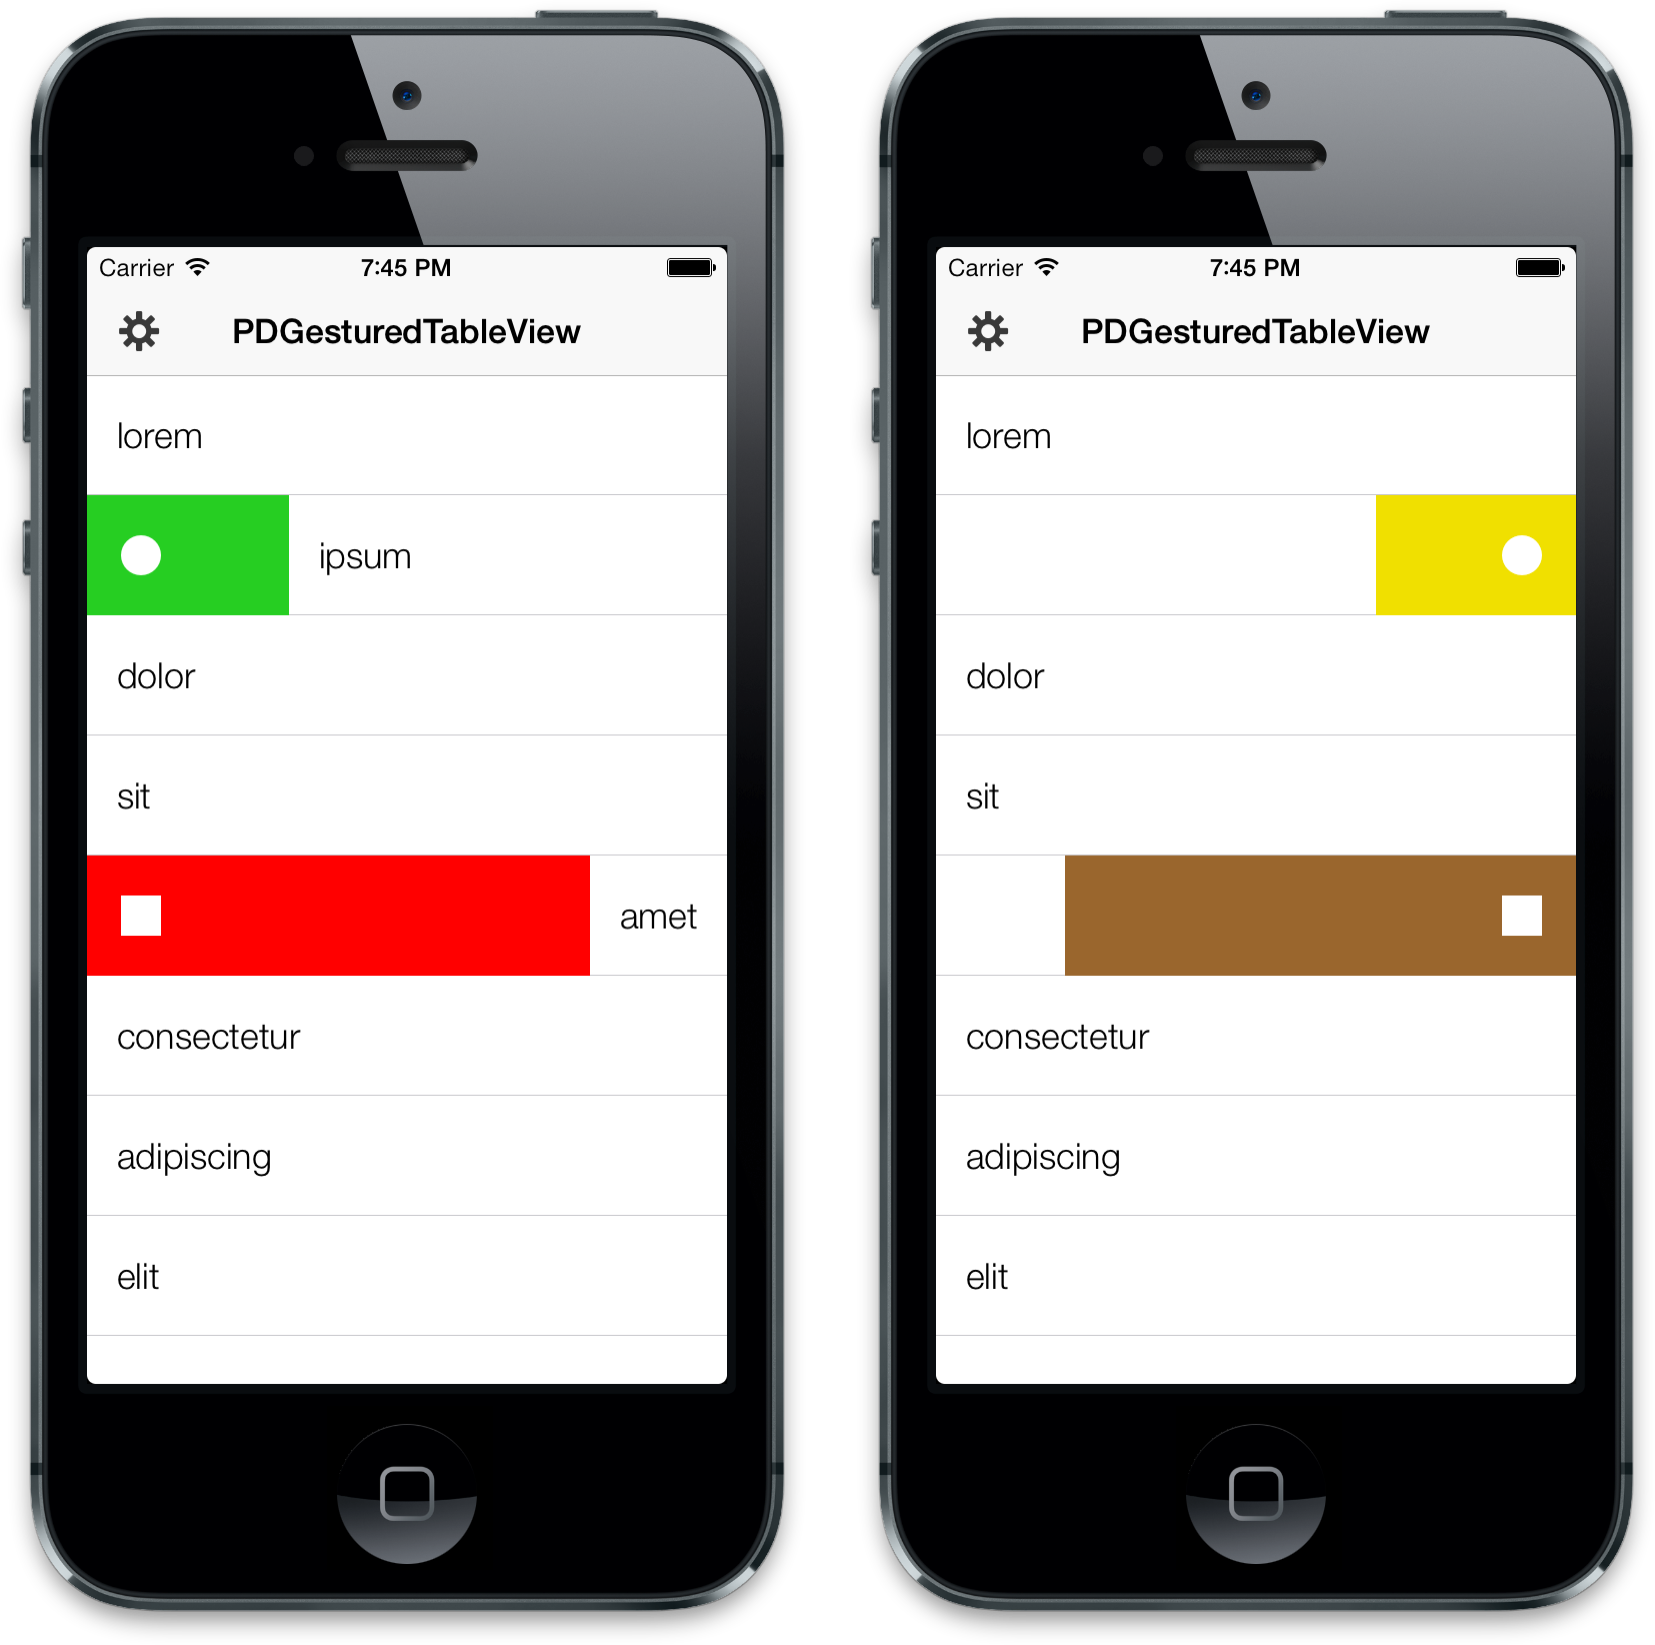 Carrier 7:45 PM
PDGesturedTableView
lorem
ipsum
dolor
sit
amet
consectetur
adipiscing
elit
Carrier 7:45 PM
PDGesturedTableView
lorem
dolor
sit
consectetur
adipiscing
elit